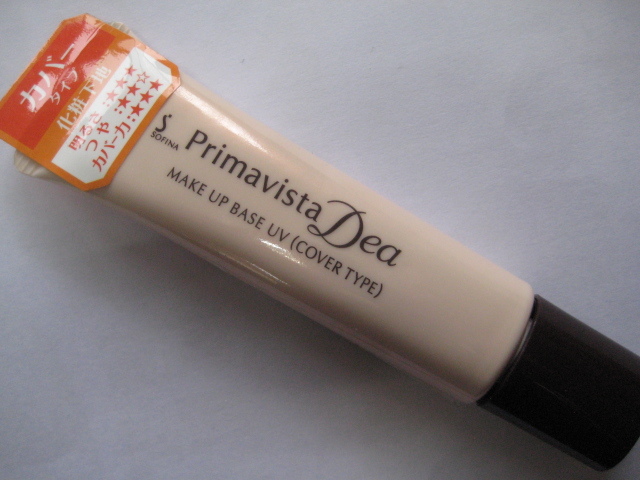 カバー
タイプ
化粧下地
明るさ:★★★
つや:★★☆
カバー力:★★★
S
SOFINA
Primavista Dea
MAKE UP BASE UV (COVER TYPE)